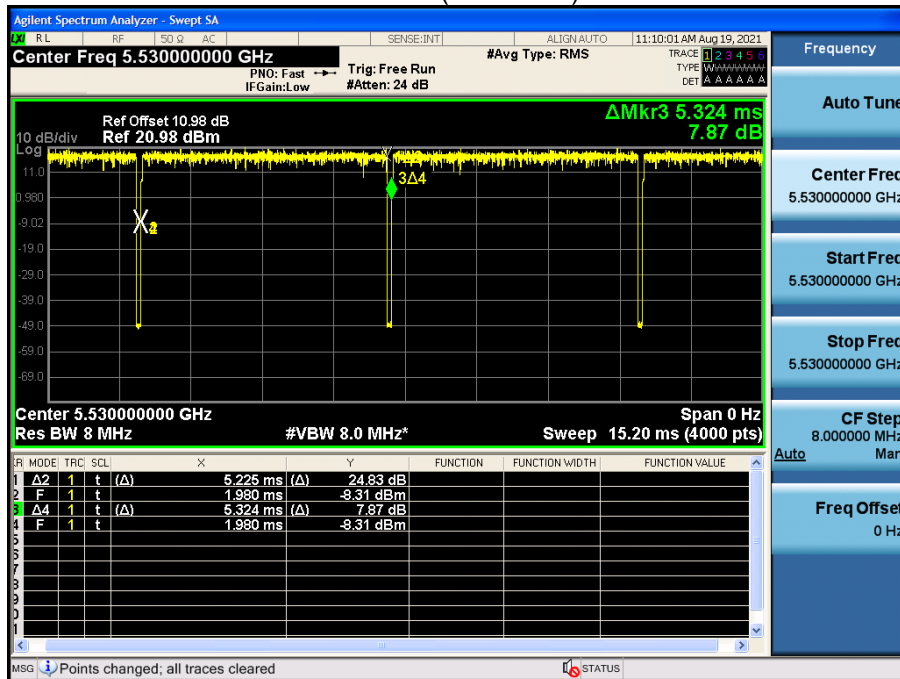 Agilent Spectrum Analyzer - Swept SA
LXI RL RF 50 Ω AC SENSE:INT ALIGN AUTO 11:10:01 AM Aug 19, 2021
Center Freq 5.530000000 GHz #Avg Type: RMS TRACE 1 2 3 4 5 6
PNO: Fast Trig: Free Run TYPE WWWWWW
IFGain:Low #Atten: 24 dB DET A A A A A A
ΔMkr3 5.324 ms
7.87 dB
Ref Offset 10.98 dB
10 dB/div Ref 20.98 dBm
Log
11.0
3Δ4
0.980
-9.02
-19.0
-29.0
-39.0
-49.0
-59.0
-69.0
Center 5.530000000 GHz Span 0 Hz
Res BW 8 MHz #VBW 8.0 MHz* Sweep 15.20 ms (4000 pts)
MODE TRC SCL X Y FUNCTION FUNCTION WIDTH FUNCTION VALUE
1 Δ2 1 t (Δ) 5.225 ms (Δ) 24.83 dB
2 F 1 t 1.980 ms -8.31 dBm
3 Δ4 1 t (Δ) 5.324 ms (Δ) 7.87 dB
4 F 1 t 1.980 ms -8.31 dBm
5
6
7
8
9
MSG Points changed; all traces cleared STATUS
Frequency
Auto Tune
Center Freq
5.530000000 GHz
Start Freq
5.530000000 GHz
Stop Freq
5.530000000 GHz
CF Step
8.000000 MHz
Auto Man
Freq Offset
0 Hz